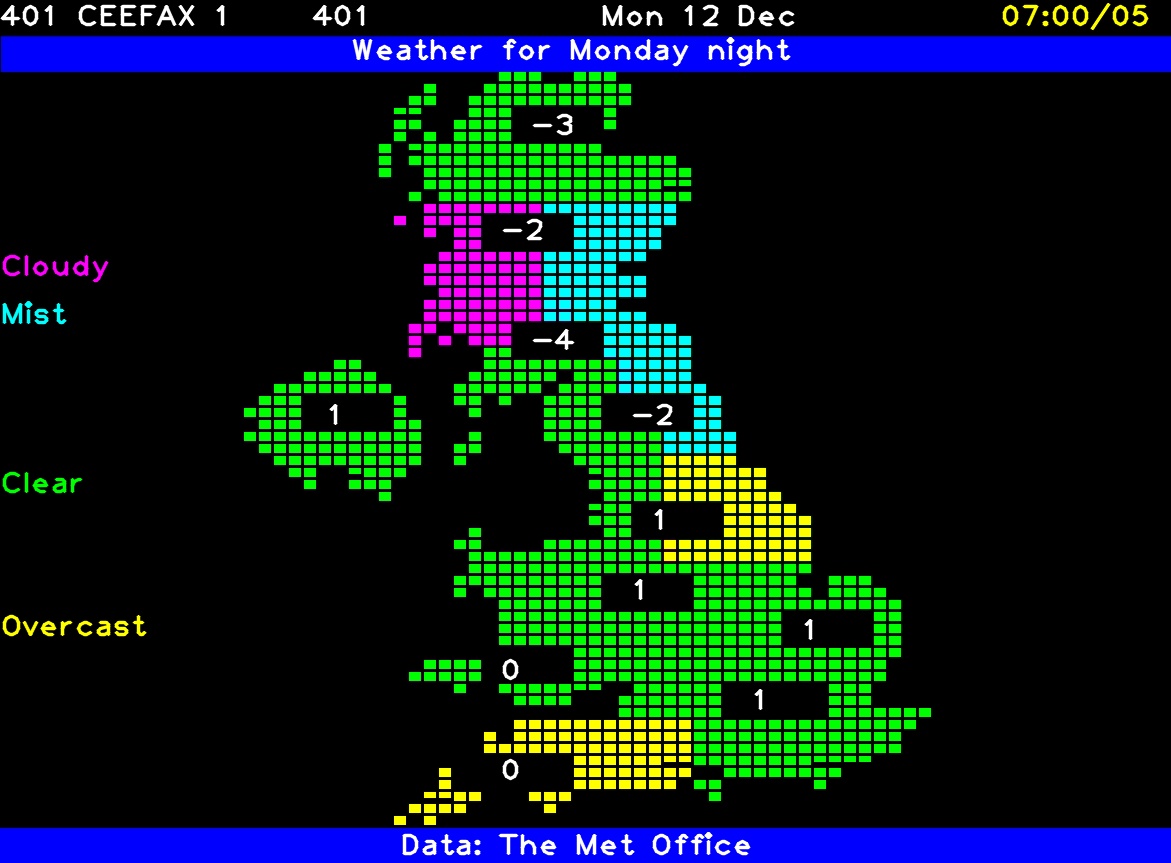 401 CEEFAX 1 401 Mon 12 Dec 07:00/05
Weather for Monday night
-3
-2
Cloudy
Mist
-4
1
-2
Clear
1
1
Overcast
1
0
1
0
Data: The Met Office